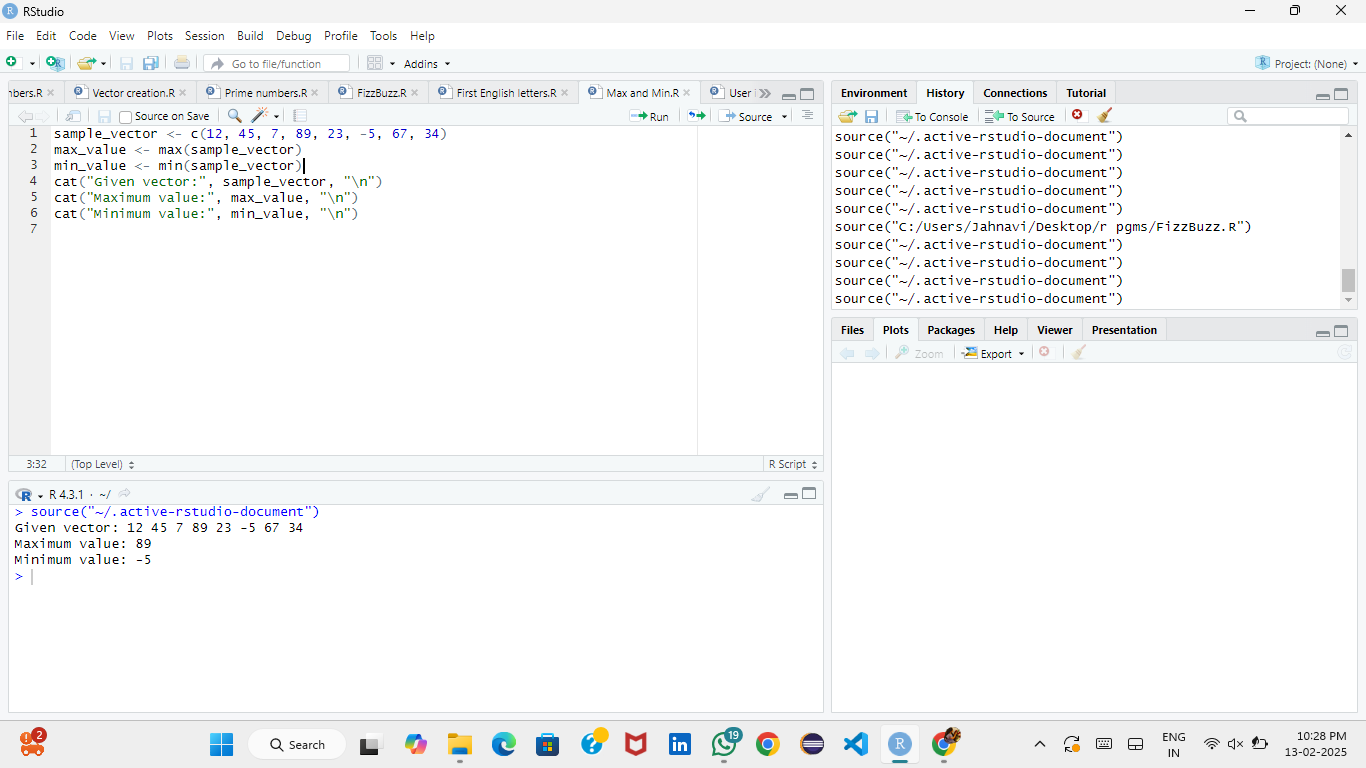 RStudio
File Edit Code View Plots Session Build Debug Profile Tools Help
Go to file/function Addins Project: (None)
nbers.R Vector creation.R Prime numbers.R FizzBuzz.R First English letters.R Max and Min.R User
Source on Save Run Source
1 sample_vector <- c(12, 45, 7, 89, 23, -5, 67, 34)
2 max_value <- max(sample_vector)
3 min_value <- min(sample_vector)
4 cat("Given vector:", sample_vector, "\n")
5 cat("Maximum value:", max_value, "\n")
6 cat("Minimum value:", min_value, "\n")
7
3:32 (Top Level) R Script
R 4.3.1 · ~/
> source("~/.active-rstudio-document")
Given vector: 12 45 7 89 23 -5 67 34
Maximum value: 89
Minimum value: -5
>
Environment History Connections Tutorial
To Console To Source
source("~/.active-rstudio-document")
source("~/.active-rstudio-document")
source("~/.active-rstudio-document")
source("~/.active-rstudio-document")
source("~/.active-rstudio-document")
source("C:/Users/Jahnavi/Desktop/r pgms/FizzBuzz.R")
source("~/.active-rstudio-document")
source("~/.active-rstudio-document")
source("~/.active-rstudio-document")
source("~/.active-rstudio-document")
Files Plots Packages Help Viewer Presentation
Zoom Export
2 Search 19 ENG 10:28 PM
IN 13-02-2025